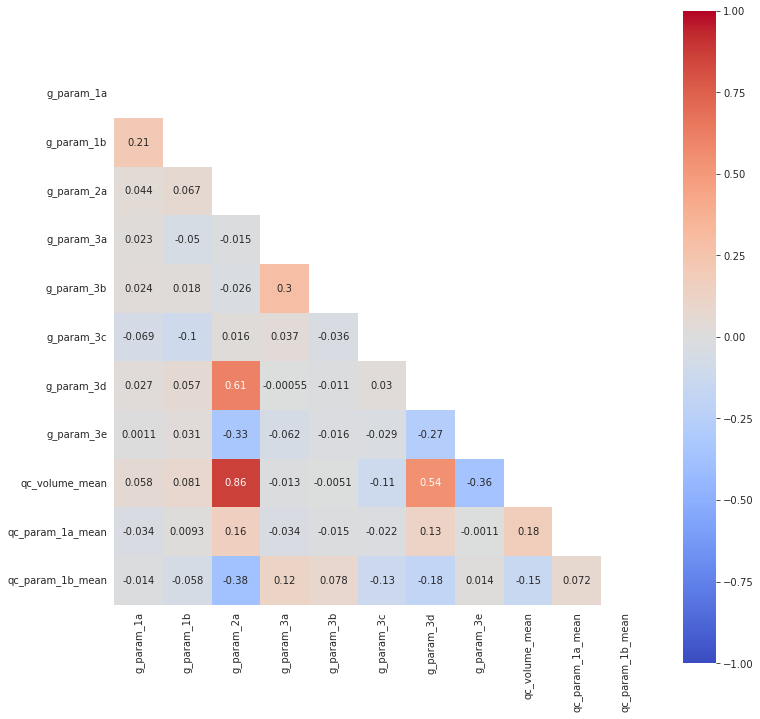 1.00
0.75
0.50
0.25
0.00
−0.25
−0.50
−0.75
−1.00
g_param_1a
g_param_1b 0.21
g_param_2a 0.044 0.067
g_param_3a 0.023 -0.05 -0.015
g_param_3b 0.024 0.018 -0.026 0.3
g_param_3c -0.069 -0.1 0.016 0.037 -0.036
g_param_3d 0.027 0.057 0.61 -0.00055 -0.011 0.03
g_param_3e 0.0011 0.031 -0.33 -0.062 -0.016 -0.029 -0.27
qc_volume_mean 0.058 0.081 0.86 -0.013 -0.0051 -0.11 0.54 -0.36
qc_param_1a_mean -0.034 0.0093 0.16 -0.034 -0.015 -0.022 0.13 -0.0011 0.18
qc_param_1b_mean -0.014 -0.058 -0.38 0.12 0.078 -0.13 -0.18 0.014 -0.15 0.072
g_param_1a
g_param_1b
g_param_2a
g_param_3a
g_param_3b
g_param_3c
g_param_3d
g_param_3e
qc_volume_mean
qc_param_1a_mean
qc_param_1b_mean